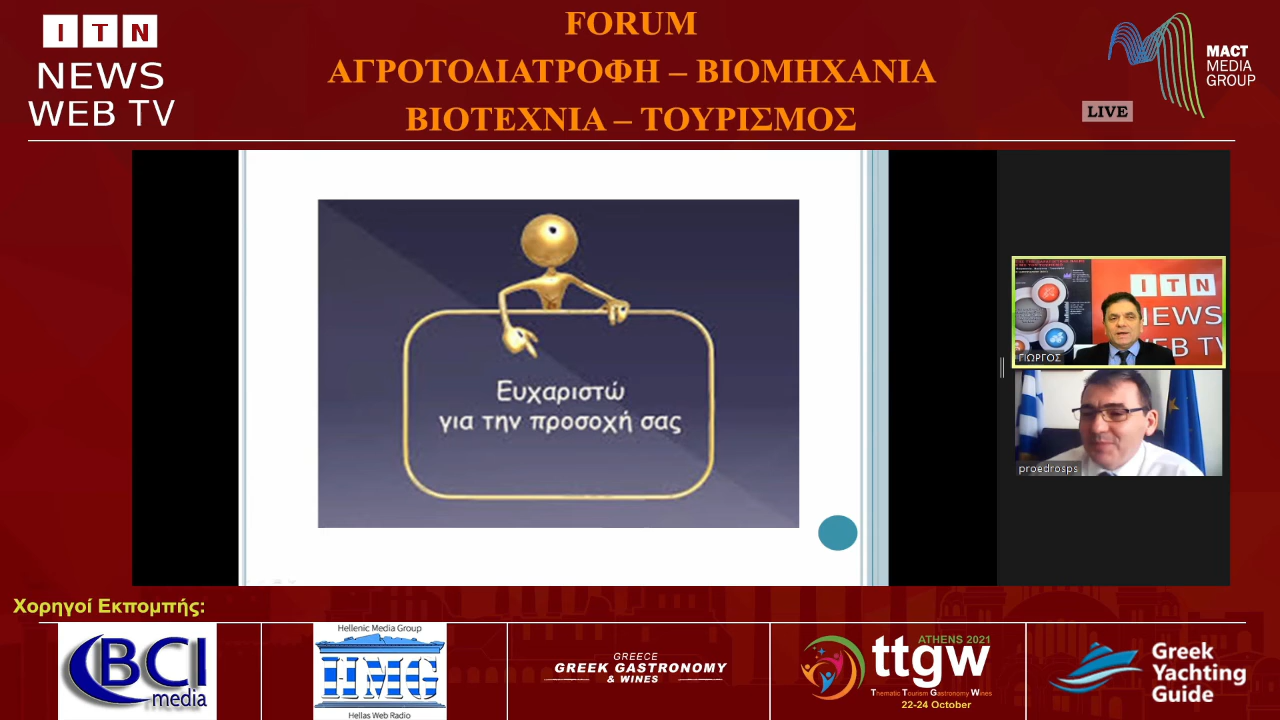 ITN
NEWS
WEB TV
FORUM
ΑΓΡΟΤΟΔΙΑΤΡΟΦΗ – ΒΙΟΜΗΧΑΝΙΑ
ΒΙΟΤΕΧΝΙΑ – ΤΟΥΡΙΣΜΟΣ
MACT
MEDIA
GROUP
LIVE
Ευχαριστώ
για την προσοχή σας
ITN
NEWS
WEB TV
ΓΙΩΡΓΟΣ
proedrosps
Χορηγοί Εκπομπής:
BCI
media
Hellenic Media Group
HMG
Hellas Web Radio
GREECE
GREEK GASTRONOMY
& WINES
ATHENS 2021
ttgw
Thematic Tourism Gastronomy Wines
22-24 October
Greek
Yachting
Guide